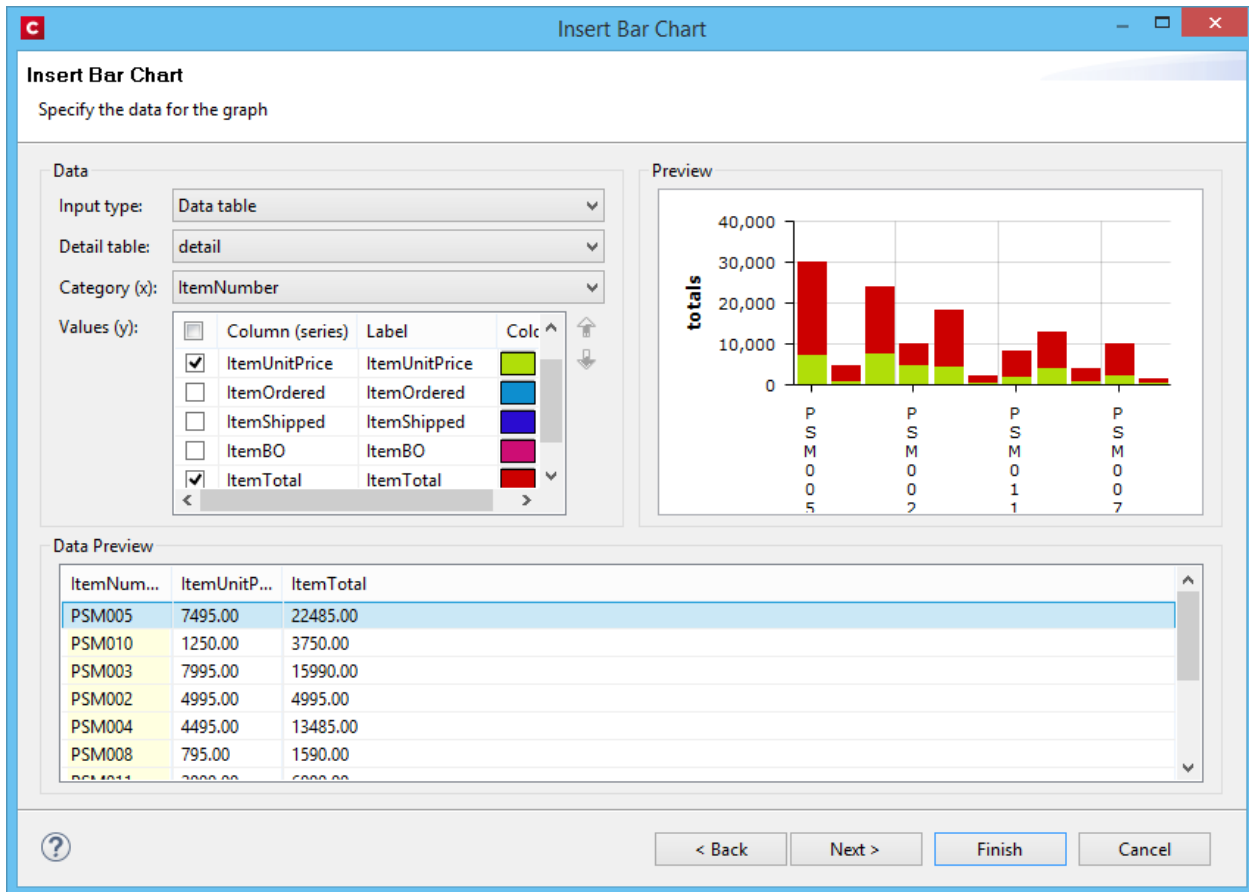 C Insert Bar Chart
Insert Bar Chart
Specify the data for the graph
Data
Input type: Data table
Detail table: detail
Category (x): ItemNumber
Values (y):
Column (series) Label
ItemUnitPrice ItemUnitPrice
ItemOrdered ItemOrdered
ItemShipped ItemShipped
ItemBO ItemBO
ItemTotal ItemTotal
Preview
totals
40,000
30,000
20,000
10,000
0
PSM005 PSM002 PSM011 PSM007
Data Preview
ItemNum... ItemUnitP... ItemTotal
PSM005 7495.00 22485.00
PSM010 1250.00 3750.00
PSM003 7995.00 15990.00
PSM002 4995.00 4995.00
PSM004 4495.00 13485.00
PSM008 795.00 1590.00
? < Back Next > Finish Cancel